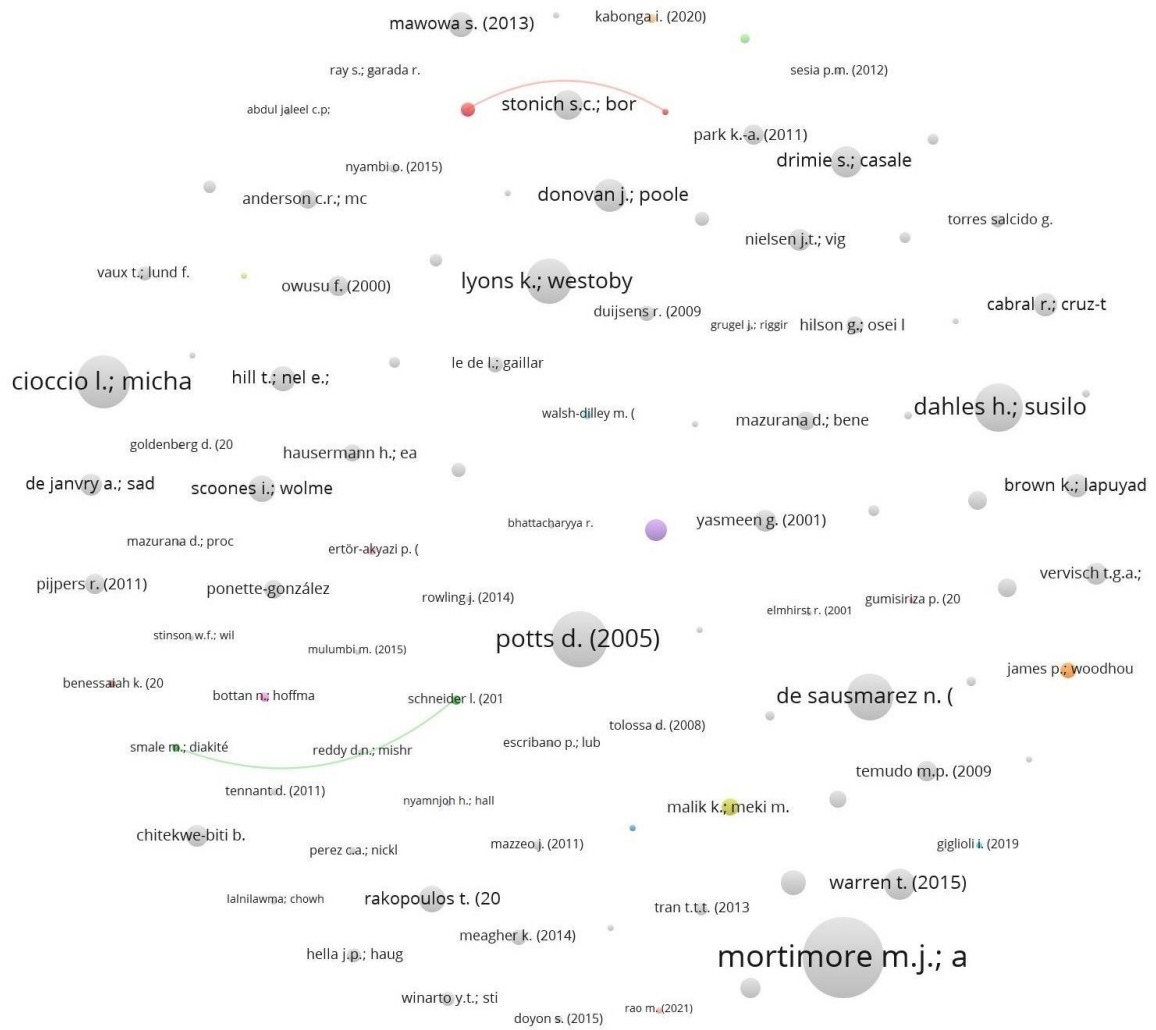 mawowa s. (2013)
kabonga i. (2020)
ray s.; garada r.
sesia p.m. (2012)
stonich s.c.; bor
abdul jaleel c.p;
park k.-a. (2011)
drimie s.; casale
nyambi o. (2015)
anderson c.r.; mc
donovan j.; poole
torres salcido g.
nielsen j.t.; vig
vaux t.; lund f.
owusu f. (2000)
lyons k.; westoby
cabral r.; cruz-t
duijsens r. (2009
grugel j.; riggir
hilson g.; osei l
le de l.; gaillar
cioccio l.; micha
hill t.; nel e.;
dahles h.; susilo
walsh-dilley m. (
mazurana d.; bene
goldenberg d. (20
hausermann h.; ea
de janvry a.; sad
scoones i.; wolme
brown k.; lapuyad
bhattacharyya r.
yasmeen g. (2001)
mazurana d.; proc
ertör-akyazi p. (
vervisch t.g.a.;
pijpers r. (2011)
ponette-gonzález
rowling j. (2014)
gumisiriza p. (20
elmhirst r. (2001
stinson w.f.; wil
potts d. (2005)
mulumbi m. (2015)
james p.; woodhou
benessaiah k. (20
bottan n.; hoffma
schneider l. (201
de sausmarez n. (
tolossa d. (2008)
smale m.; diakité
reddy d.n.; mishr
escribano p.; lub
temudo m.p. (2009
tennant d. (2011)
nyamnjoh h.; hall
malik k.; meki m.
chitekwe-biti b.
perez c.a.; nickl
mazzeo j. (2011)
giglioli i. (2019
warren t. (2015)
lalnilawma; chowh
rakopoulos t. (20
tran t.t.t. (2013
meagher k. (2014)
hella j.p.; haug
mortimore m.j.; a
winarto y.t.; sti
doyon s. (2015)
rao m. (2021)